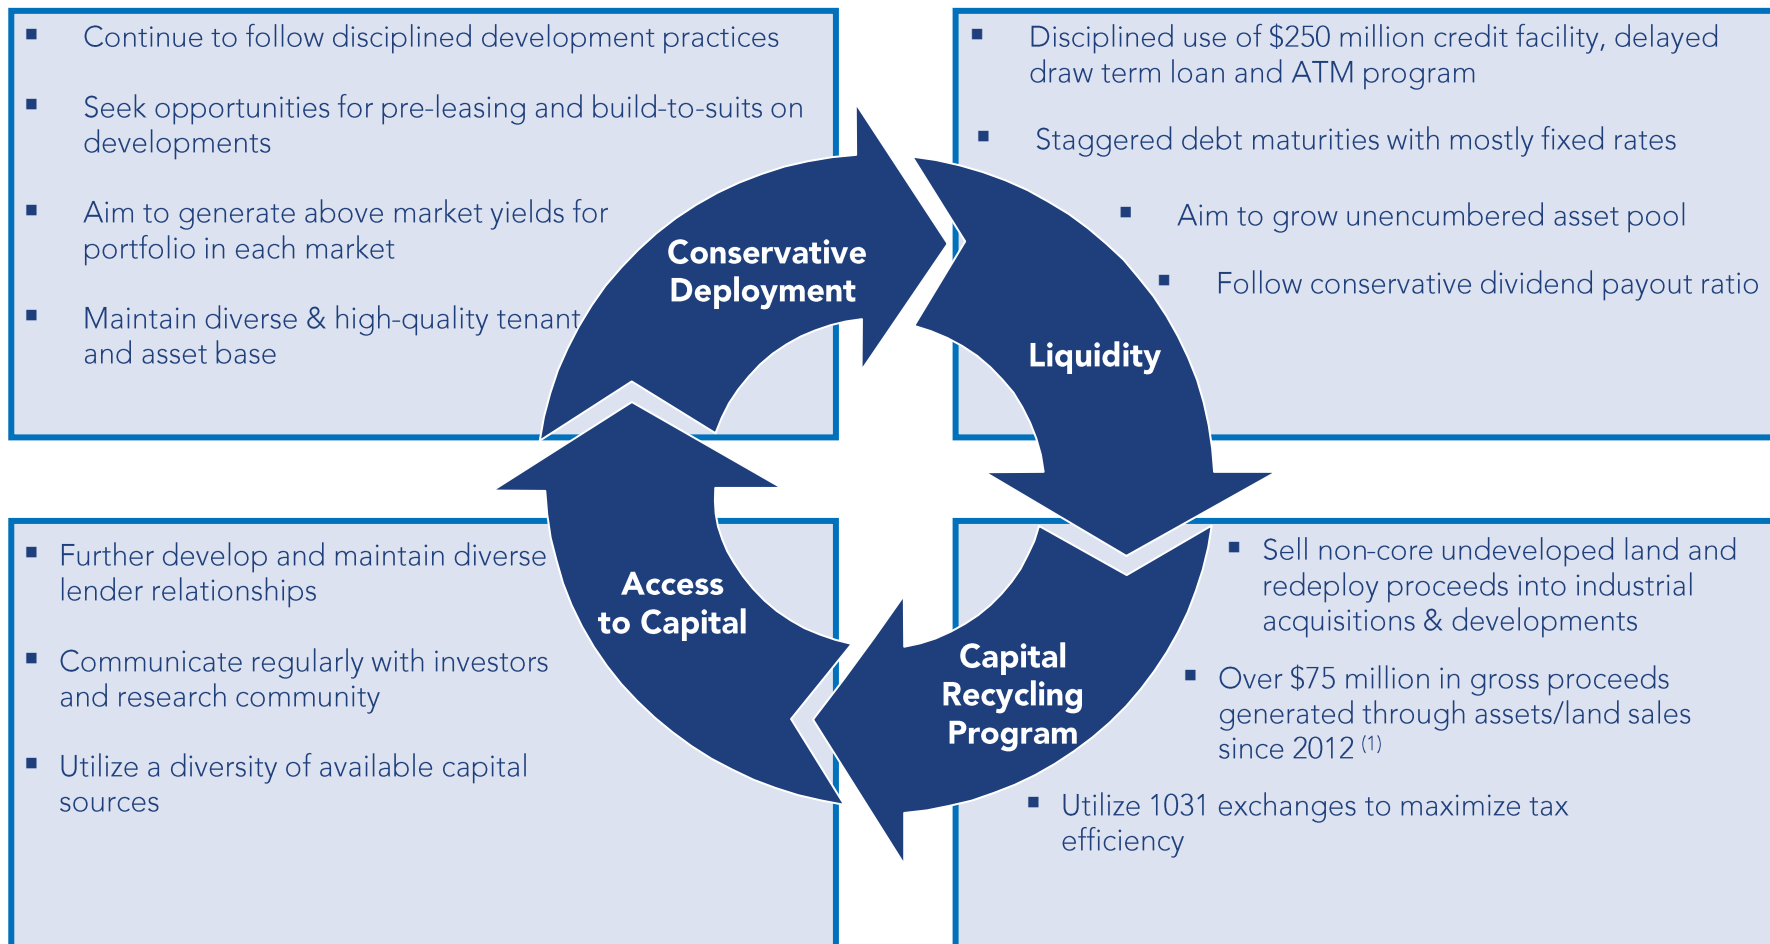 Continue to follow disciplined development practices
Seek opportunities for pre-leasing and build-to-suits on
developments
Aim to generate above market yields for
portfolio in each market
Maintain diverse & high-quality tenant
and asset base
Disciplined use of $250 million credit facility, delayed
draw term loan and ATM program
Staggered debt maturities with mostly fixed rates
Aim to grow unencumbered asset pool
Follow conservative dividend payout ratio
Conservative
Deployment
Liquidity
Access
to Capital
Capital
Recycling
Program
Further develop and maintain diverse
lender relationships
Communicate regularly with investors
and research community
Utilize a diversity of available capital
sources
Sell non-core undeveloped land and
redeploy proceeds into industrial
acquisitions & developments
Over $75 million in gross proceeds
generated through assets/land sales
since 2012 (1)
Utilize 1031 exchanges to maximize tax
efficiency